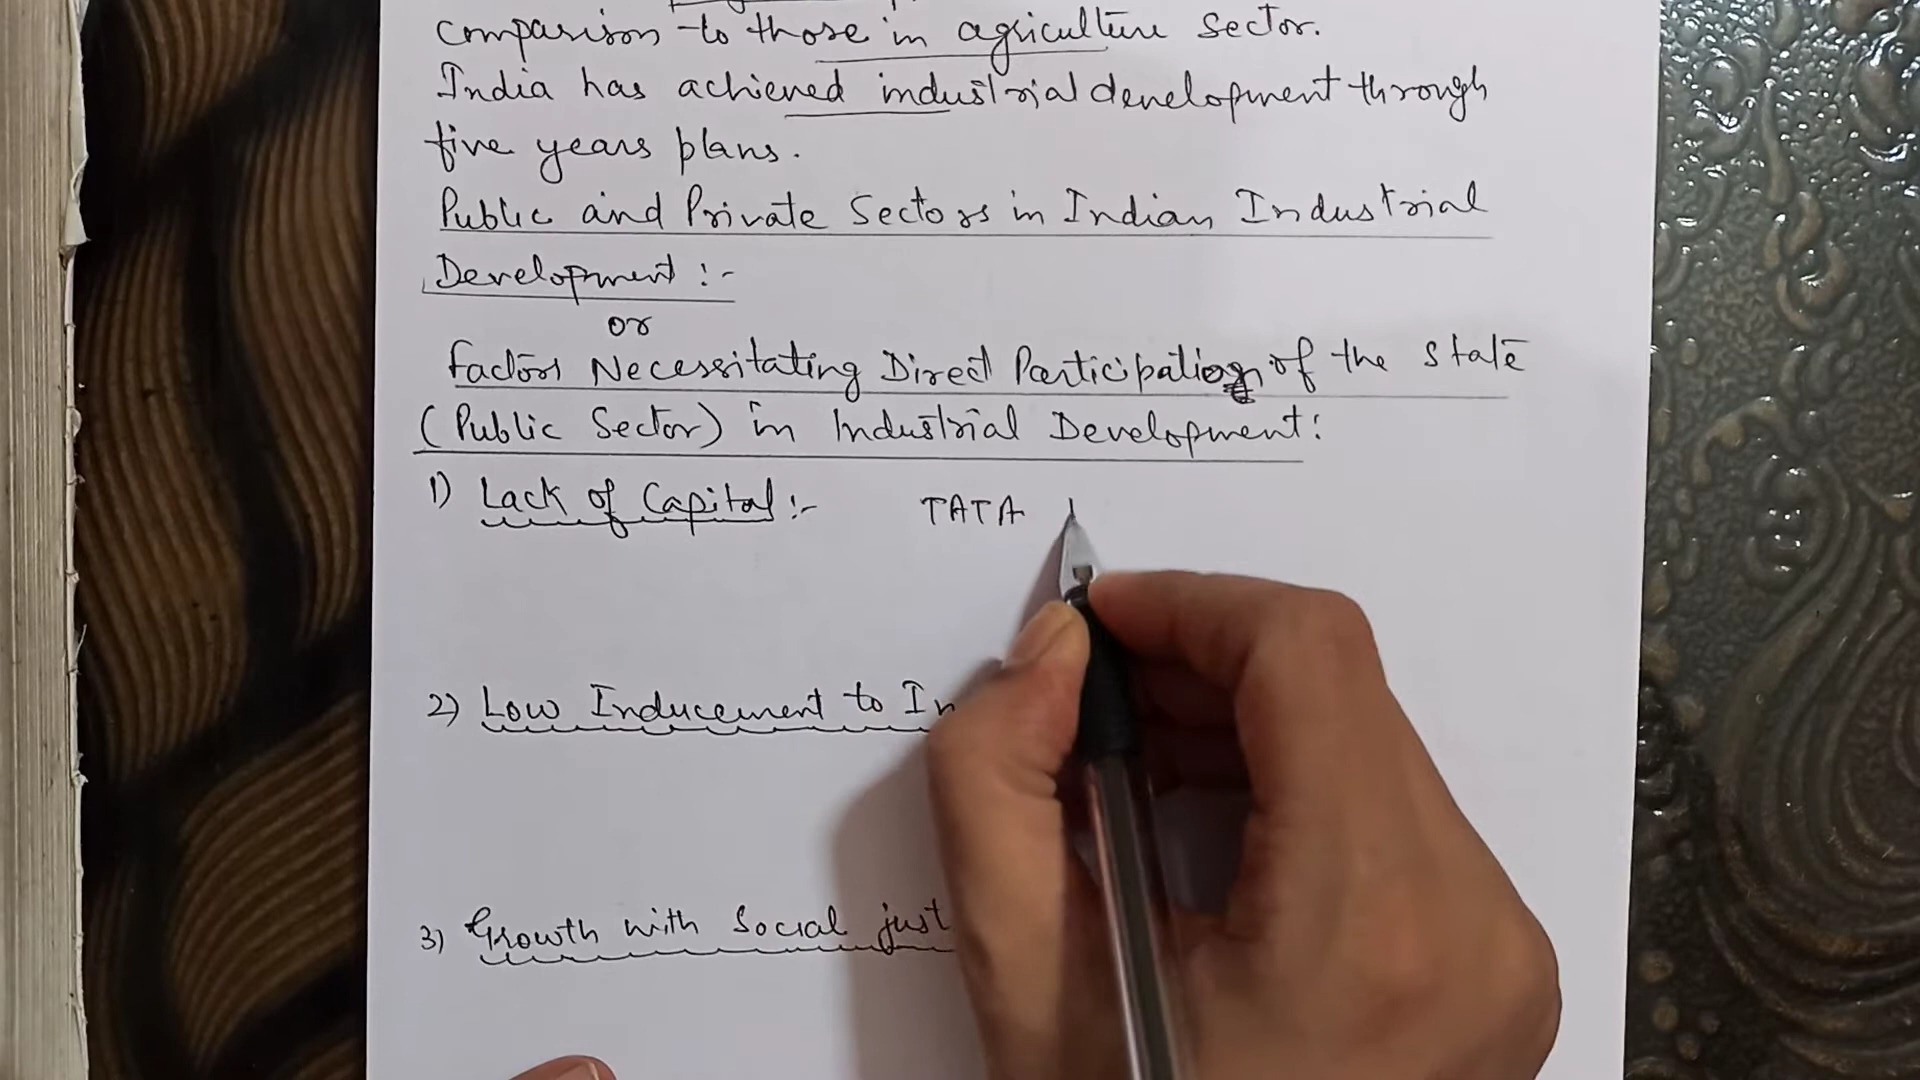 comparison to those in agriculture sector.
India has achieved industrial development through
five years plans.
Public and Private Sectors in Indian Industrial
Development :-
or
Factors Necessitating Direct Participation of the State
(Public Sector) in Industrial Development:
1) Lack of Capital :- TATA
2) Low Inducement to In
3) Growth with Social just